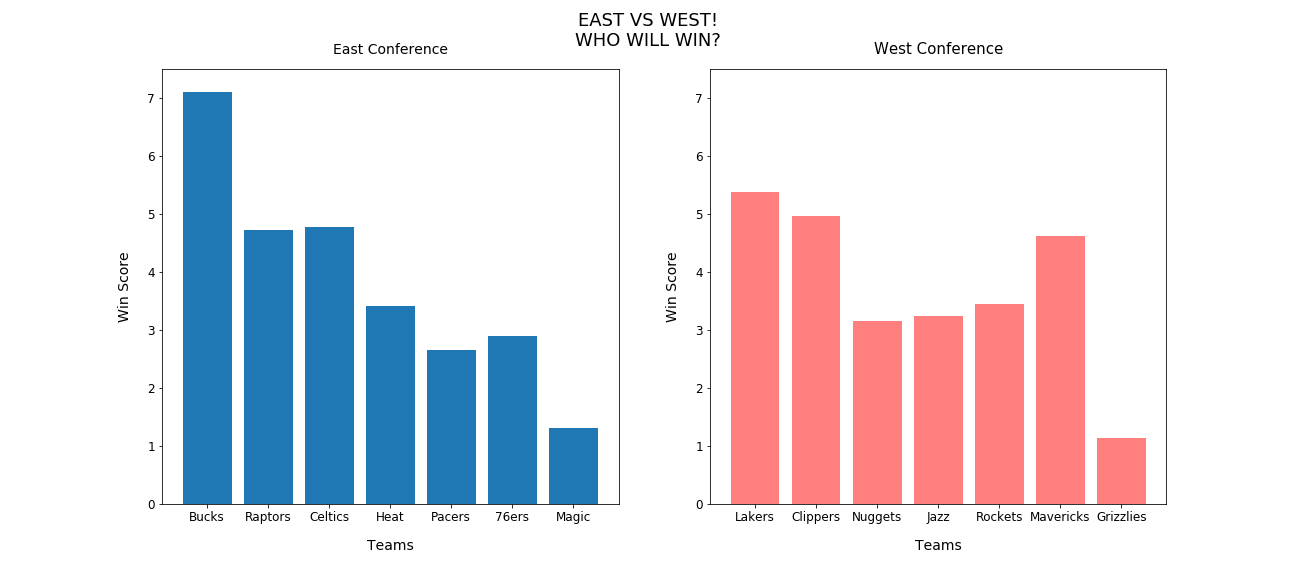 EAST VS WEST!
WHO WILL WIN?
East Conference
7
6
5
4
3
2
1
0
Win Score
Bucks Raptors Celtics Heat Pacers 76ers Magic
Teams
West Conference
7
6
5
4
3
2
1
0
Win Score
Lakers Clippers Nuggets Jazz Rockets Mavericks Grizzlies
Teams